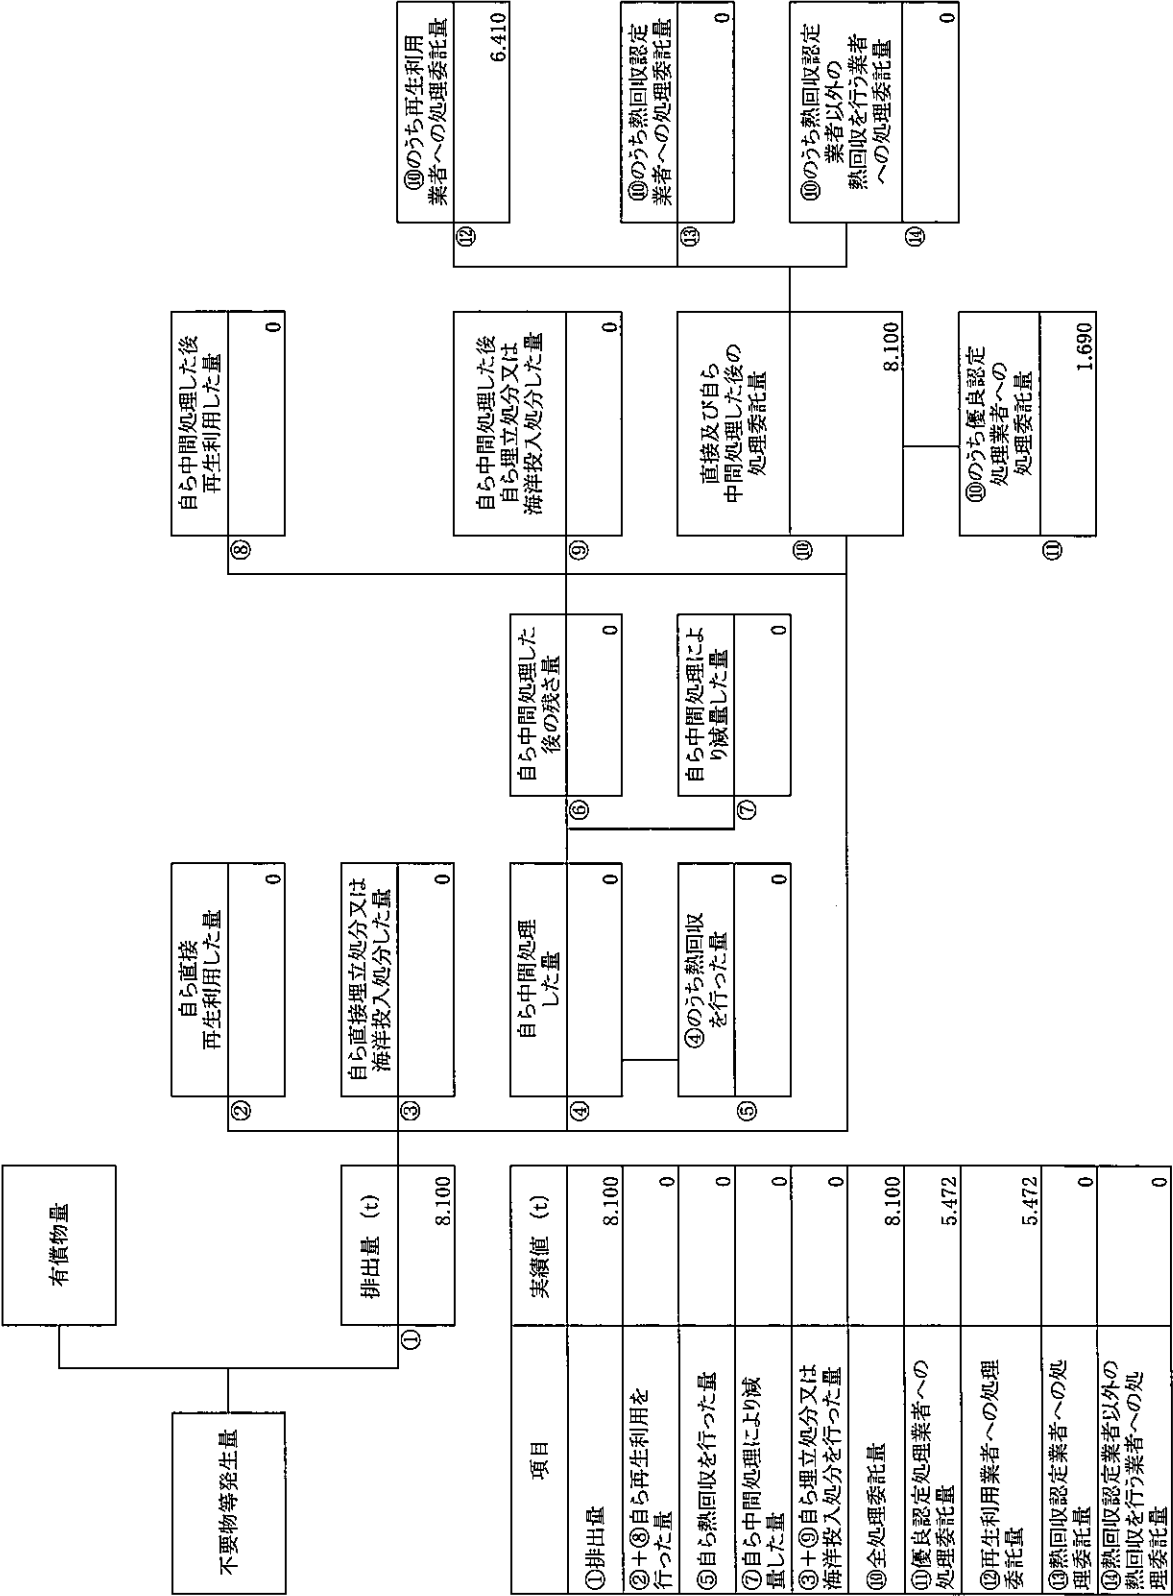 不要物等発生量
有償物量
①
排出量 (t)
8.100
②
自ら直接
再生利用した量
0
③
自ら直接埋立処分又は
海洋投入処分した量
0
④
自ら中間処理
した量
0
⑤
④のうち熱回収
を行った量
0
⑥
自ら中間処理した
後の残さ量
0
⑦
自ら中間処理によ
り減量した量
0
⑧
自ら中間処理した後
再生利用した量
0
⑨
自ら中間処理した後
自ら埋立処分又は
海洋投入処分した量
0
⑩
直接及び自ら
中間処理した後の
処理委託量
8.100
⑪
⑩のうち優良認定
処理業者への
処理委託量
1.690
⑫
⑩のうち再生利用
業者への処理委託量
6.410
⑬
⑩のうち熱回収認定
業者への処理委託量
0
⑭
⑩のうち熱回収認定
業者以外の
熱回収を行う業者
への処理委託量
0
項目 実績値 (t)
①排出量 8.100
②+⑧自ら再生利用を
行った量 0
⑤自ら熱回収を行った量 0
⑦自ら中間処理により減
量した量 0
③+⑨自ら埋立処分又は
海洋投入処分を行った量 0
⑩全処理委託量 8.100
⑪優良認定処理業者への
処理委託量 5.472
⑫再生利用業者への処理
委託量 5.472
⑬熱回収認定業者への処
理委託量 0
⑭熱回収認定業者以外の
熱回収を行う業者への処
理委託量 0